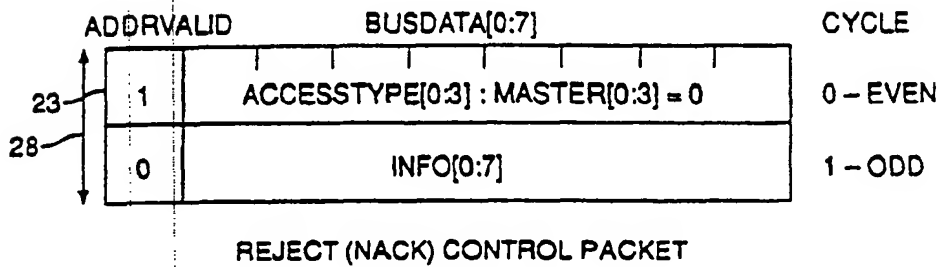 ADDRVALID BUSDATA[0:7] CYCLE
23 1 ACCESSTYPE[0:3] : MASTER[0:3] = 0 0 – EVEN
28 0 INFO[0:7] 1 – ODD
REJECT (NACK) CONTROL PACKET